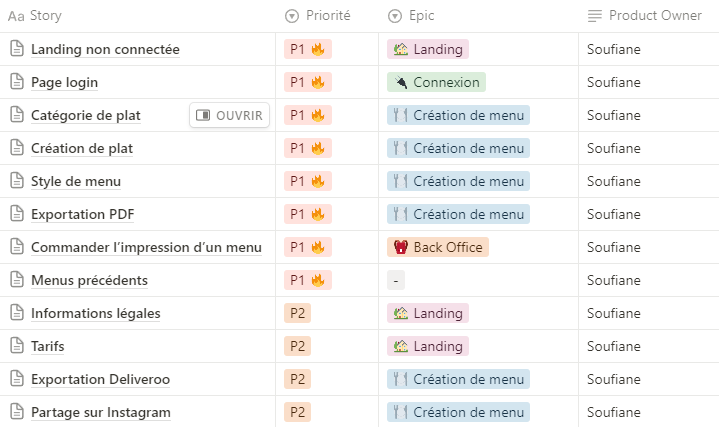 Aa Story Priorité Epic Product Owner
Landing non connectée P1 🔥 🏡 Landing Soufiane
Page login P1 🔥 🔌 Connexion Soufiane
Catégorie de plat OUVRIR P1 🔥 🍴 Création de menu Soufiane
Création de plat P1 🔥 🍴 Création de menu Soufiane
Style de menu P1 🔥 🍴 Création de menu Soufiane
Exportation PDF P1 🔥 🍴 Création de menu Soufiane
Commander l’impression d’un menu P1 🔥 Back Office Soufiane
Menus précédents P1 🔥 - Soufiane
Informations légales P2 🏡 Landing Soufiane
Tarifs P2 🏡 Landing Soufiane
Exportation Deliveroo P2 🍴 Création de menu Soufiane
Partage sur Instagram P2 🍴 Création de menu Soufiane